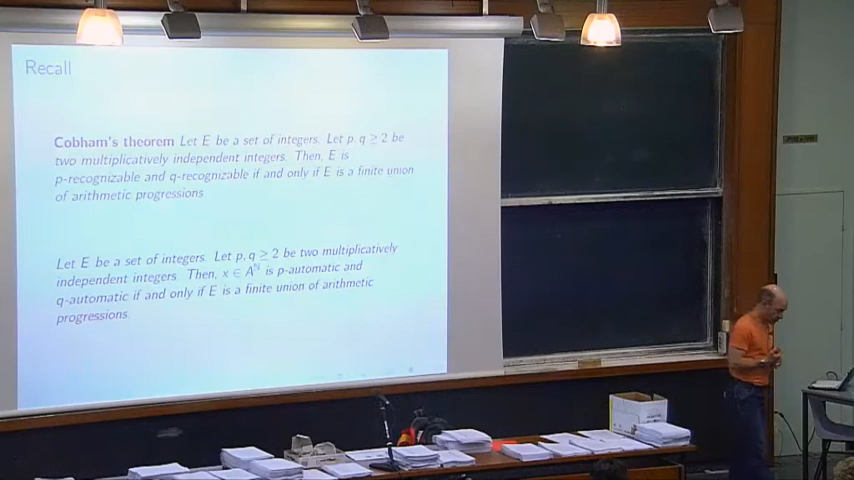 Recall
Cobham's theorem Let E be a set of integers. Let p, q ≥ 2 be
two multiplicatively independent integers. Then, E is
p-recognizable and q-recognizable if and only if E is a finite union
of arithmetic progressions.
Let E be a set of integers. Let p, q ≥ 2 be two multiplicatively
independent integers. Then, x ∈ Aᴺ is p-automatic and
q-automatic if and only if E is a finite union of arithmetic
progressions.